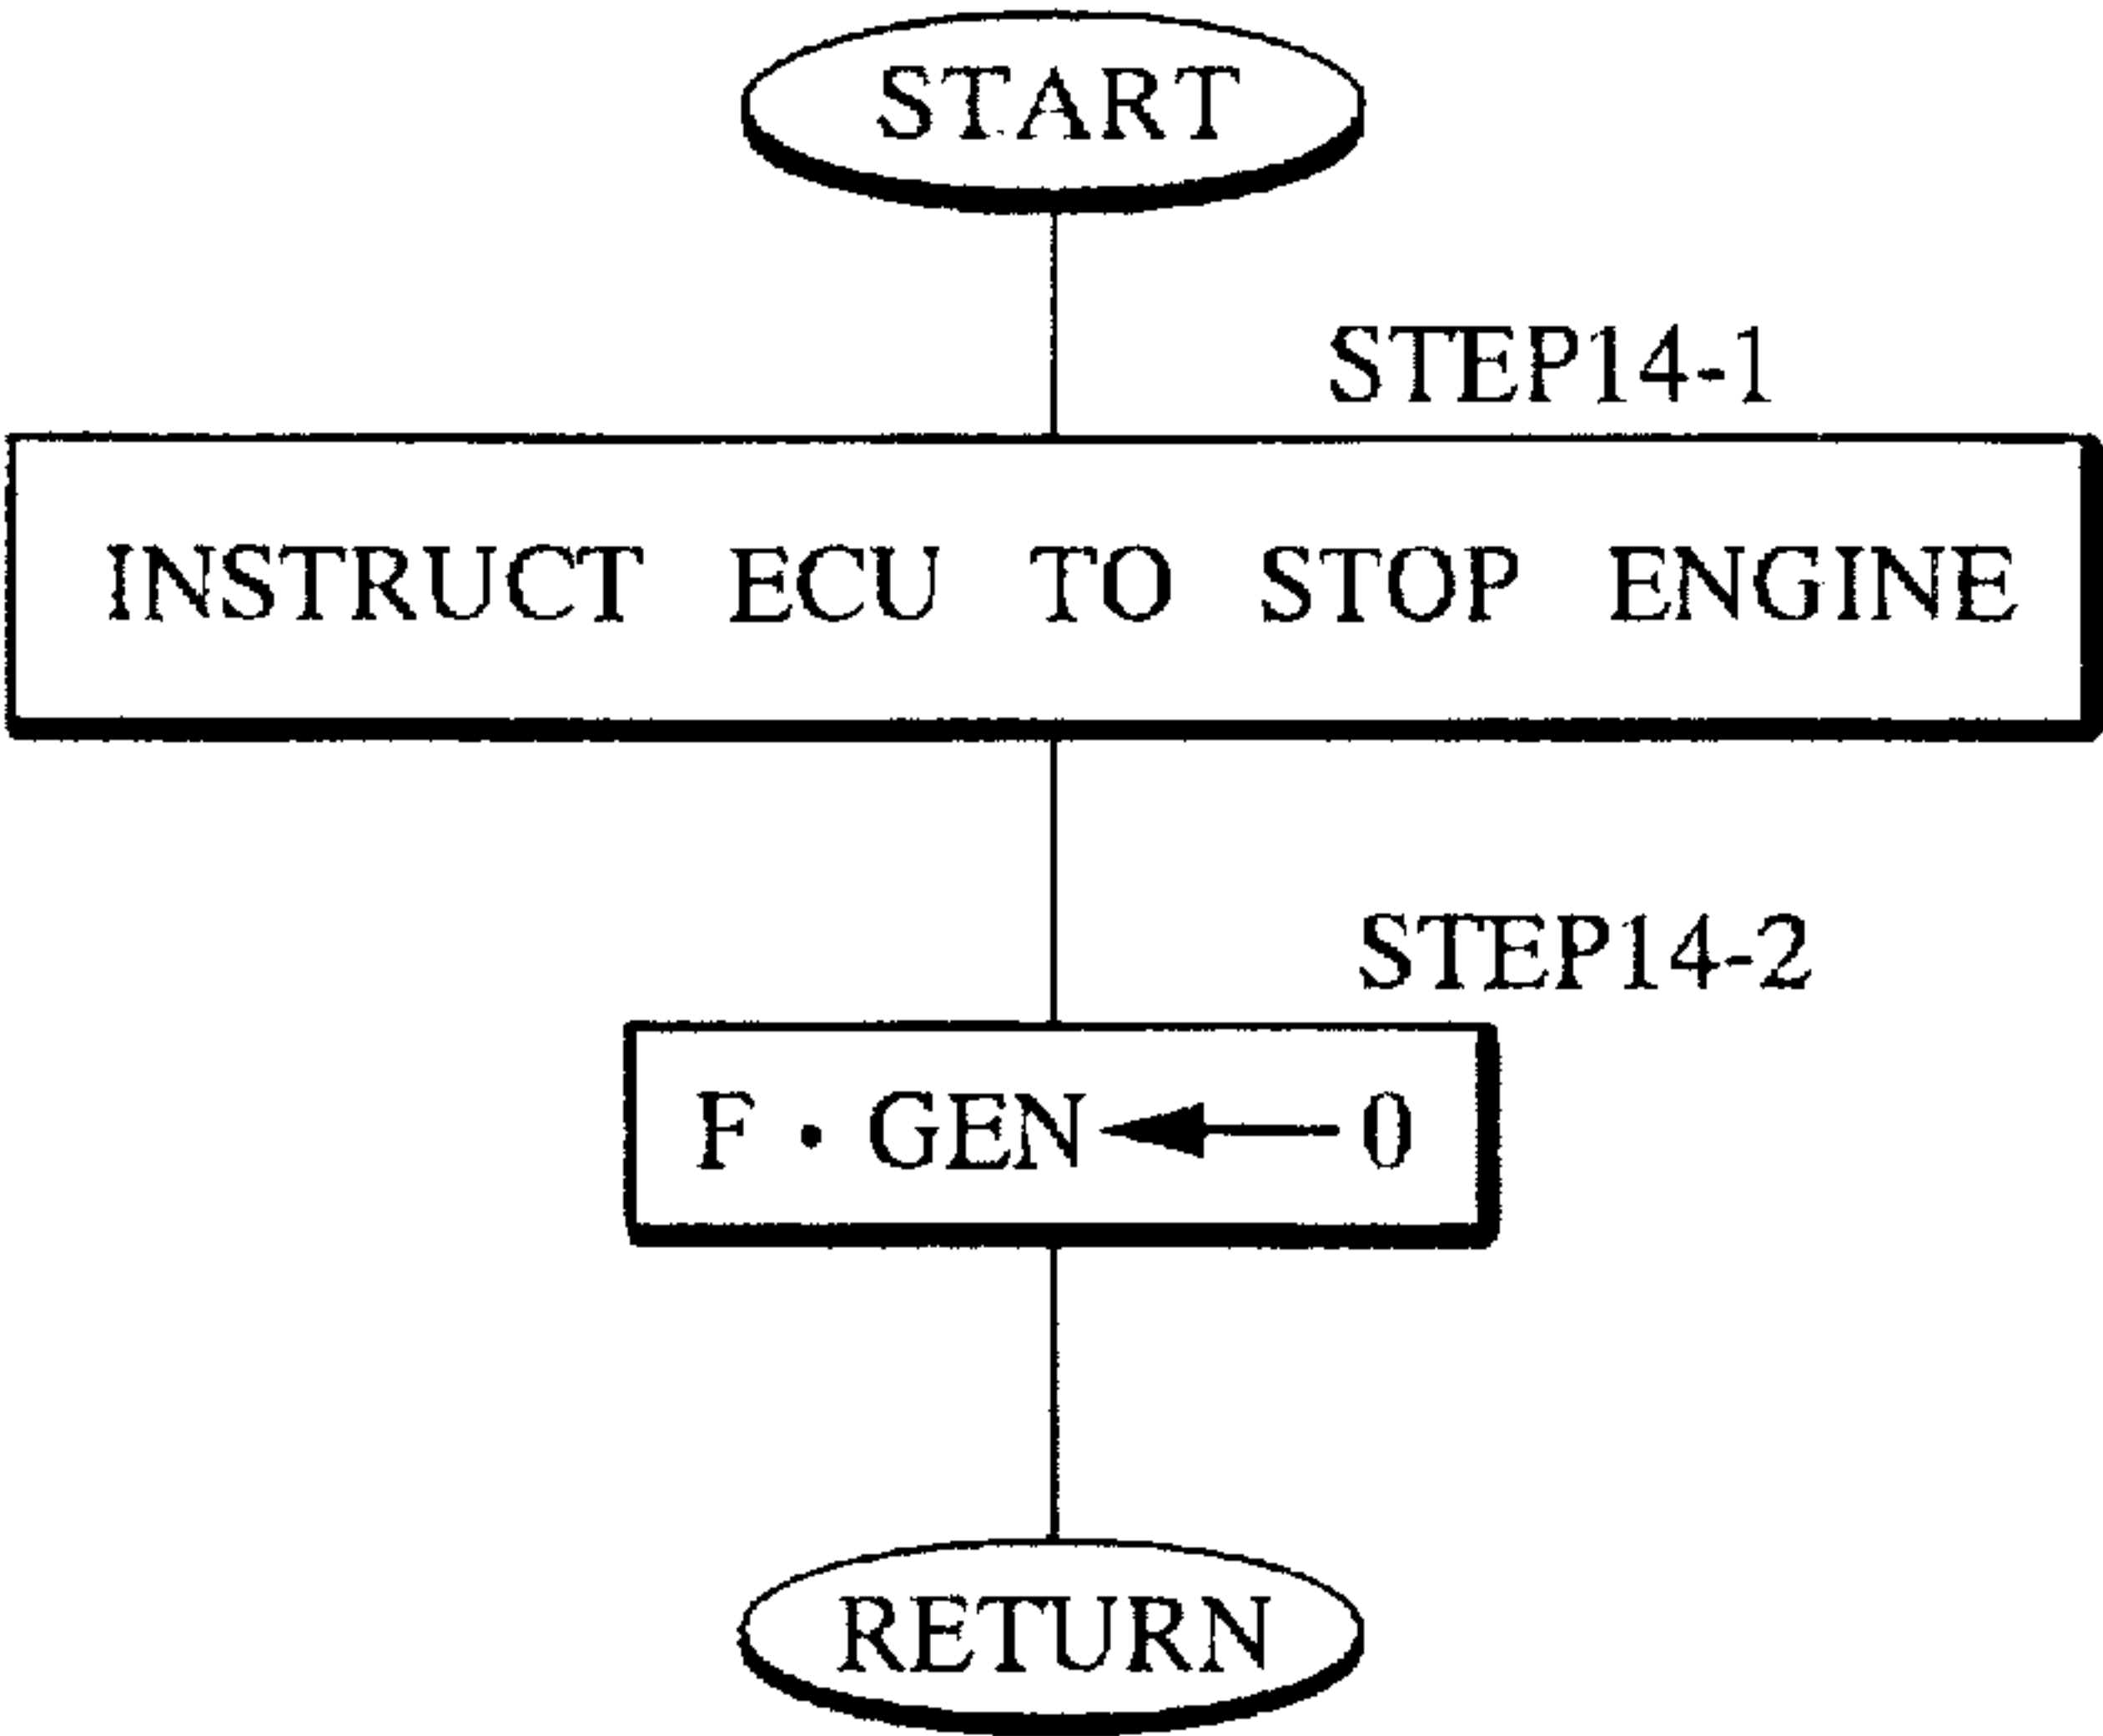 START
STEP14-1
INSTRUCT ECU TO STOP ENGINE
STEP14-2
F・GEN ← 0
RETURN